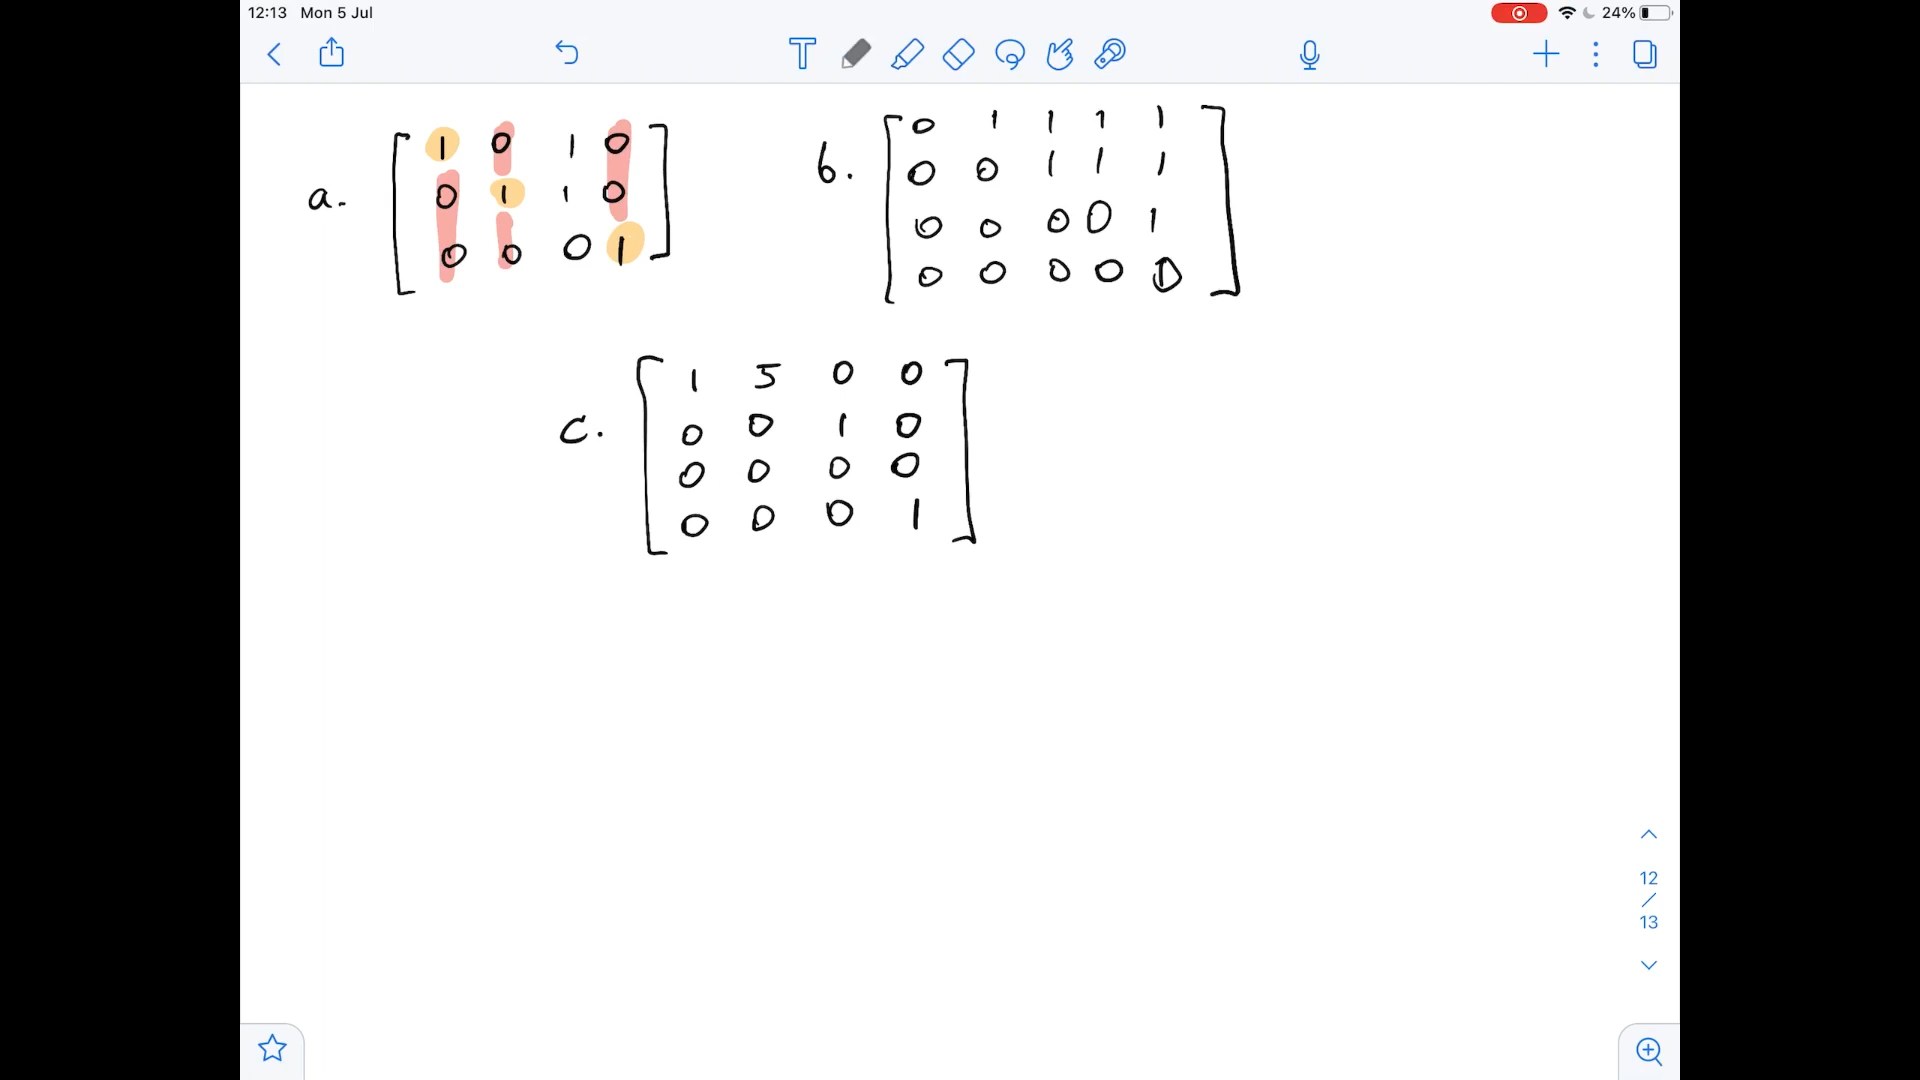 12:13 Mon 5 Jul 24%
T
a. [ 1 0 1 0
0 1 1 0
0 0 0 1 ]
b. [ 0 1 1 1 1
0 0 1 1 1
0 0 0 0 1
0 0 0 0 0 ]
c. [ 1 5 0 0
0 0 1 0
0 0 0 0
0 0 0 1 ]
12
/
13